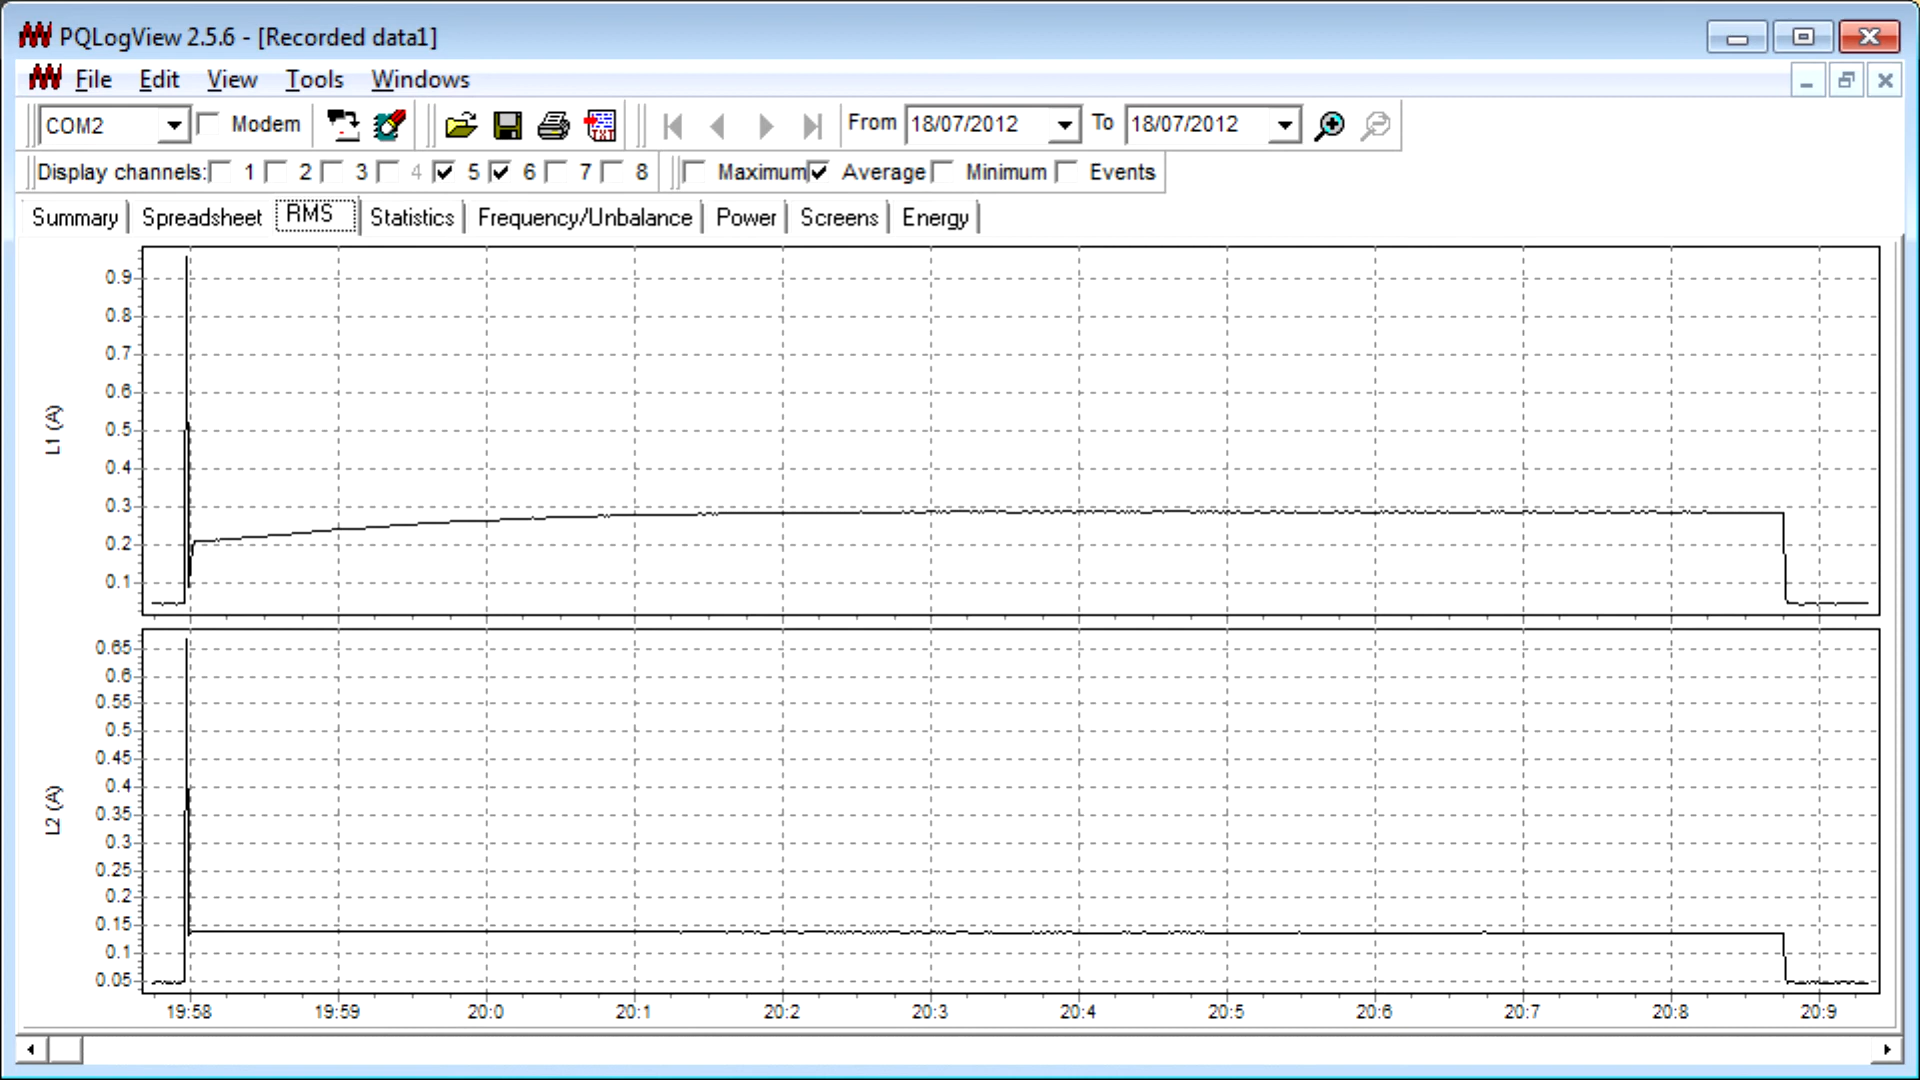 PQLogView 2.5.6 - [Recorded data1]
File Edit View Tools Windows
COM2 Modem TXT From 18/07/2012 To 18/07/2012
Display channels: 1 2 3 4 5 6 7 8 Maximum Average Minimum Events
Summary Spreadsheet RMS Statistics Frequency/Unbalance Power Screens Energy
L1 (A)
0.9
0.8
0.7
0.6
0.5
0.4
0.3
0.2
0.1
L2 (A)
0.65
0.6
0.55
0.5
0.45
0.4
0.35
0.3
0.25
0.2
0.15
0.1
0.05
19:58 19:59 20:0 20:1 20:2 20:3 20:4 20:5 20:6 20:7 20:8 20:9